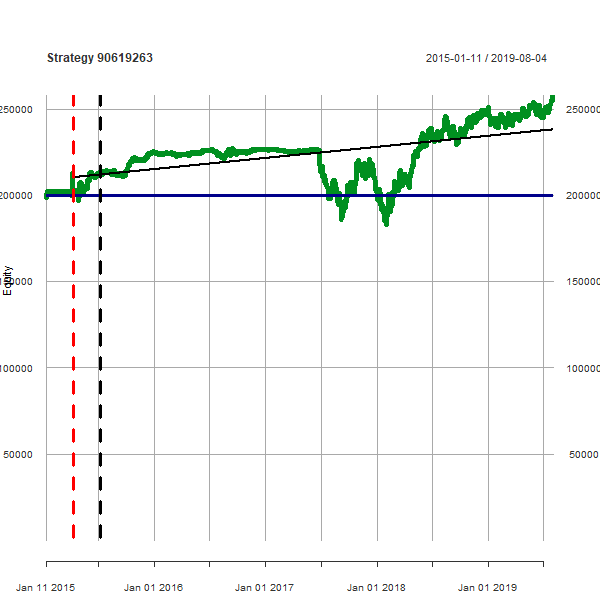 Strategy 90619263
2015-01-11 / 2019-08-04
250000
250000
200000
200000
Equity
150000
150000
100000
100000
50000
50000
Jan 11 2015
Jan 01 2016
Jan 01 2017
Jan 01 2018
Jan 01 2019